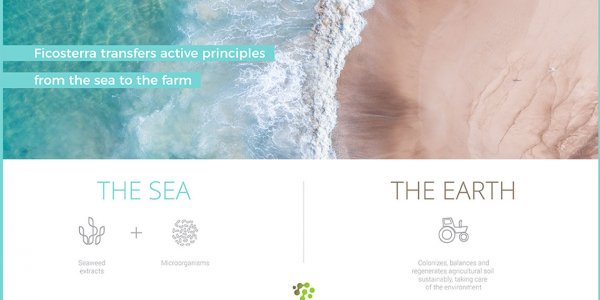 Ficosterra transfers active principles
from the sea to the farm
THE SEA
+
Seaweed
extracts
Microorganisms
THE EARTH
Colonizes, balances and
regenerates agricultural soil
sustainably, taking care
of the environment